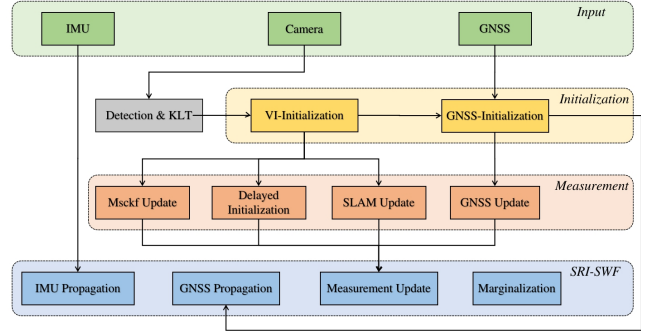 Input
IMU
Camera
GNSS
Initialization
Detection & KLT
VI-Initialization
GNSS-Initialization
Measurement
Msckf Update
Delayed
Initialization
SLAM Update
GNSS Update
SRI-SWF
IMU Propagation
GNSS Propagation
Measurement Update
Marginalization